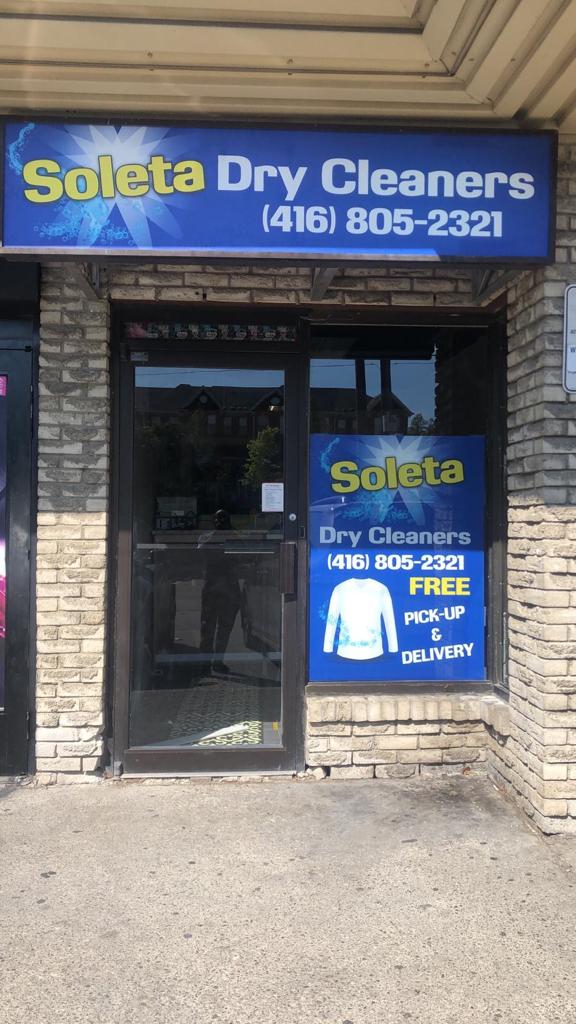 Soleta Dry Cleaners
(416) 805-2321
Soleta
Dry Cleaners
(416) 805-2321
FREE
PICK-UP
&
DELIVERY